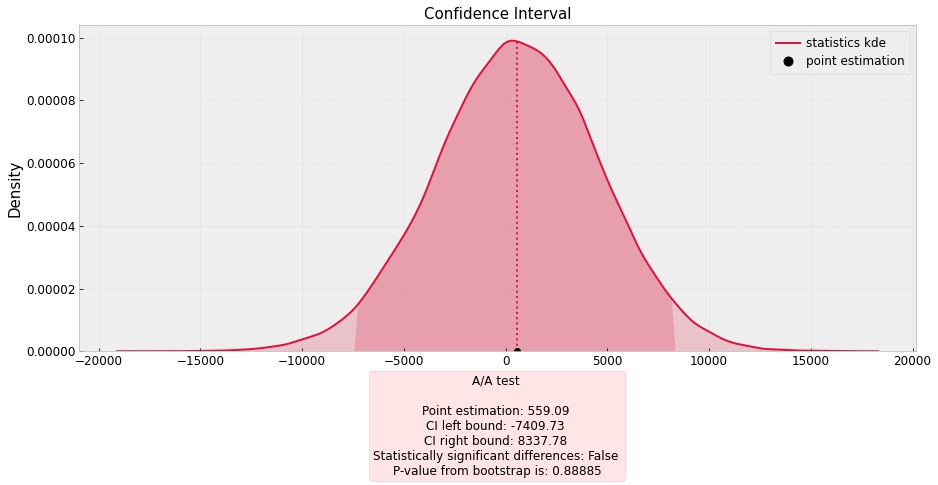 Confidence Interval
statistics kde
point estimation
Density
0.00010
0.00008
0.00006
0.00004
0.00002
0.00000
−20000 −15000 −10000 −5000 0 5000 10000 15000 20000
A/A test
Point estimation: 559.09
CI left bound: -7409.73
CI right bound: 8337.78
Statistically significant differences: False
P-value from bootstrap is: 0.88885